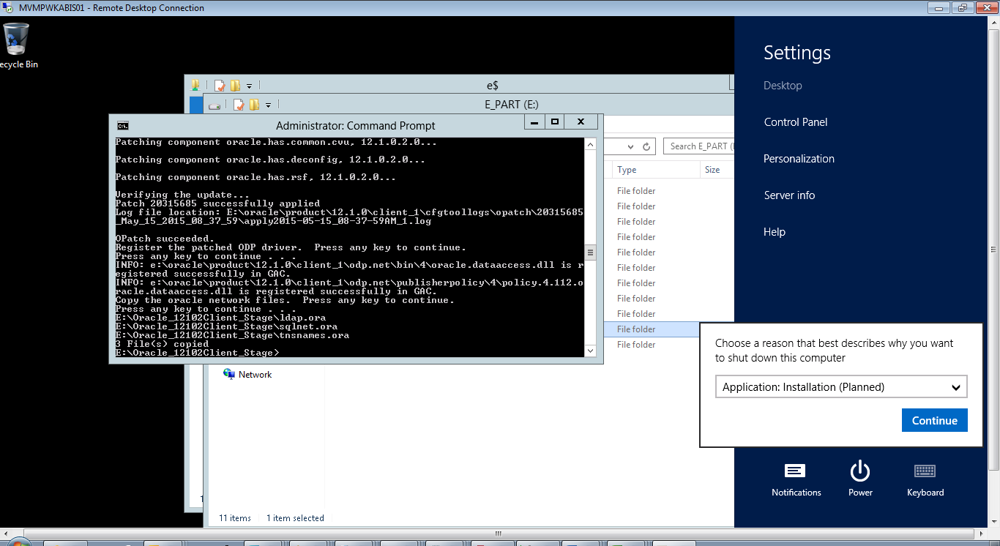 MVMPWKABIS01 - Remote Desktop Connection
ecycle Bin
e$
E_PART (E:)
Administrator: Command Prompt
Patching component oracle.has.common.cvu, 12.1.0.2.0...
Patching component oracle.has.deconfig, 12.1.0.2.0...
Patching component oracle.has.rsf, 12.1.0.2.0...
Verifying the update...
Patch 20315685 successfully applied
Log file location: E:\oracle\product\12.1.0\client_1\cfgtoollogs\opatch\20315685
_May_15_2015_08_37_59\apply2015-05-15_08-37-59AM_1.log
OPatch succeeded.
Register the patched ODP driver.  Press any key to continue.
Press any key to continue . . .
INFO: e:\oracle\product\12.1.0\client_1\odp.net\bin\4\oracle.dataaccess.dll is r
egistered successfully in GAC.
INFO: e:\oracle\product\12.1.0\client_1\odp.net\publisherpolicy\4\policy.4.112.o
racle.dataaccess.dll is registered successfully in GAC.
Copy the oracle network files.  Press any key to continue.
Press any key to continue . . .
E:\Oracle_12102Client_Stage\ldap.ora
E:\Oracle_12102Client_Stage\sqlnet.ora
E:\Oracle_12102Client_Stage\tnsnames.ora
3 File(s) copied
E:\Oracle_12102Client_Stage>
Search E_PART (
Type Size
File folder
File folder
File folder
File folder
File folder
File folder
File folder
File folder
File folder
File folder
File folder
Network
11 items 1 item selected
Settings
Desktop
Control Panel
Personalization
Server info
Help
Choose a reason that best describes why you want
to shut down this computer
Application: Installation (Planned)
Continue
Notifications Power Keyboard